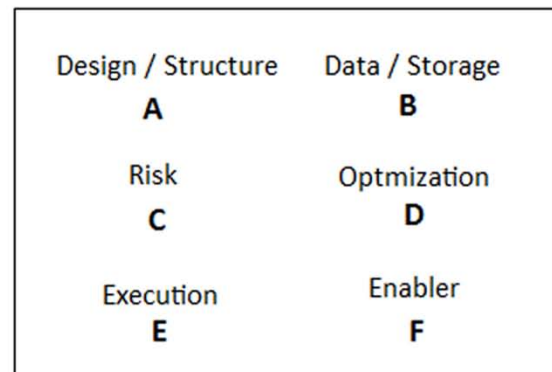 Design / Structure Data / Storage
A B
Risk Optmization
C D
Execution Enabler
E F